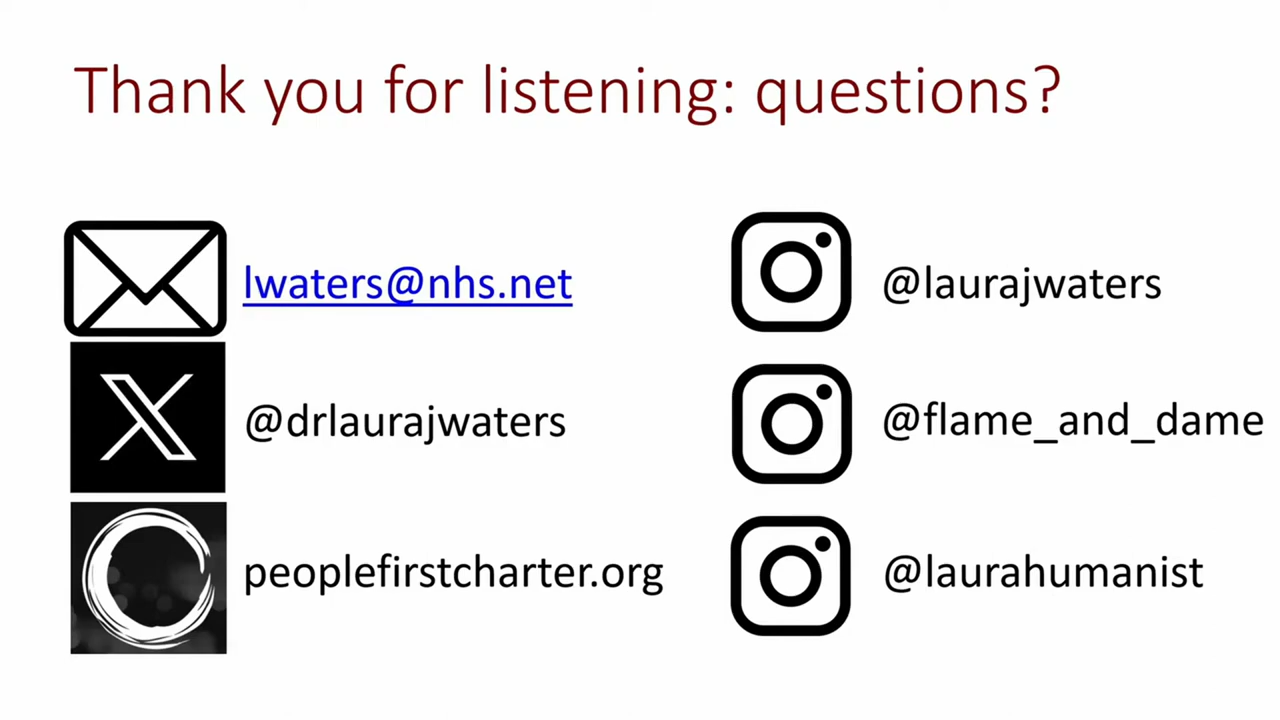 Thank you for listening: questions?
lwaters@nhs.net
@drlaurajwaters
peoplefirstcharter.org
@laurajwaters
@flame_and_dame
@laurahumanist